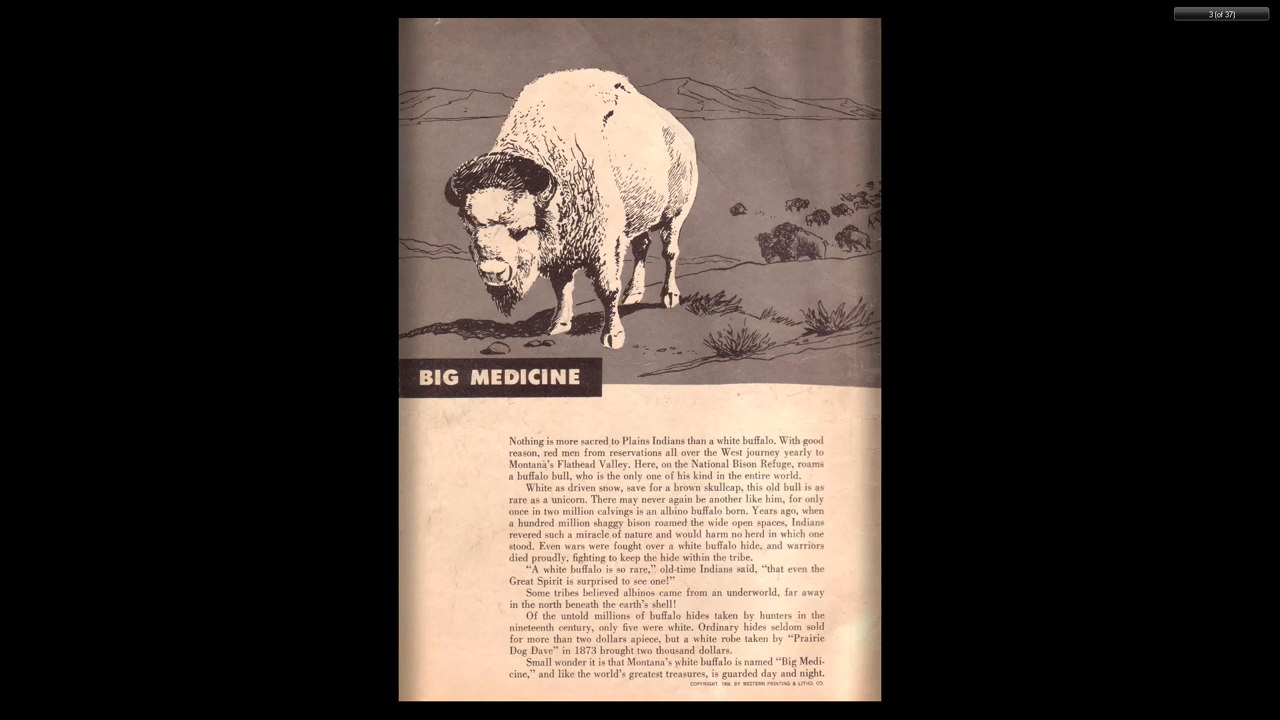 3 (of 37)
BIG MEDICINE
Nothing is more sacred to Plains Indians than a white buffalo. With good
reason, red men from reservations all over the West journey yearly to
Montana's Flathead Valley. Here, on the National Bison Refuge, roams
a buffalo bull, who is the only one of his kind in the entire world.
White as driven snow, save for a brown skullcap, this old bull is as
rare as a unicorn. There may never again be another like him, for only
once in two million calvings is an albino buffalo born. Years ago, when
a hundred million shaggy bison roamed the wide open spaces, Indians
revered such a miracle of nature and would harm no herd in which one
stood. Even wars were fought over a white buffalo hide, and warriors
died proudly, fighting to keep the hide within the tribe.
“A white buffalo is so rare,” old-time Indians said, “that even the
Great Spirit is surprised to see one!”
Some tribes believed albinos came from an underworld, far away
in the north beneath the earth's shell!
Of the untold millions of buffalo hides taken by hunters in the
nineteenth century, only five were white. Ordinary hides seldom sold
for more than two dollars apiece, but a white robe taken by “Prairie
Dog Dave” in 1873 brought two thousand dollars.
Small wonder it is that Montana's white buffalo is named “Big Medi-
cine,” and like the world's greatest treasures, is guarded day and night.
COPYRIGHT, BY WESTERN PRINTING & LITHO. CO.